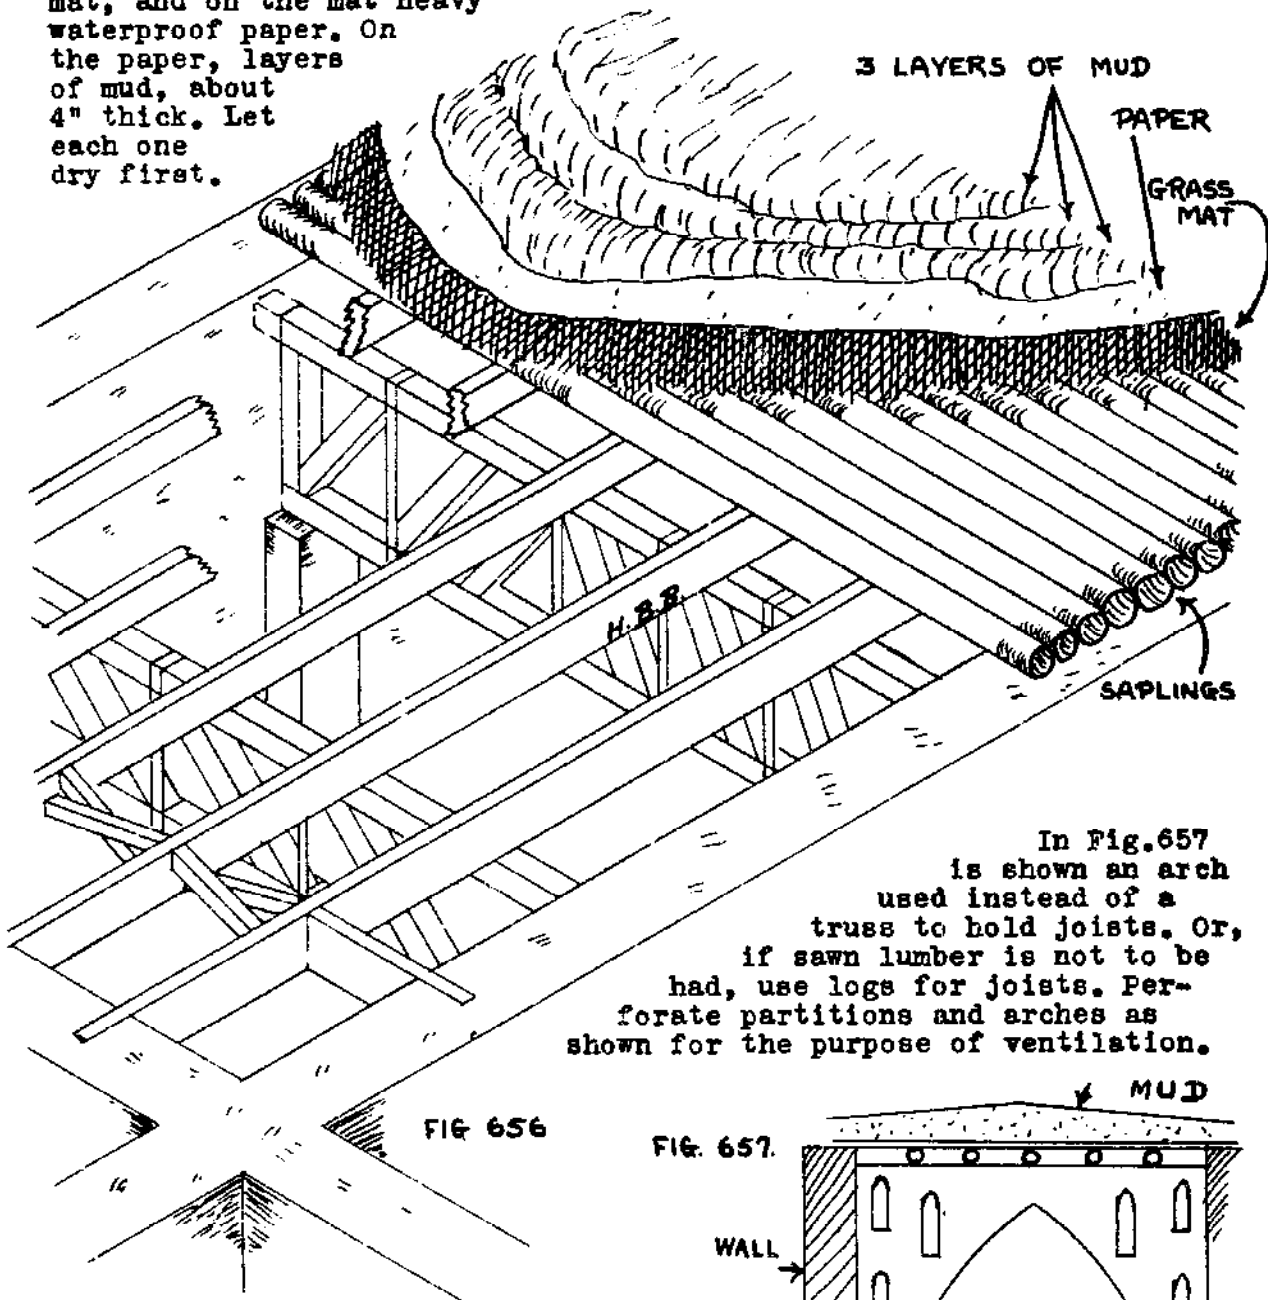 mat, and on the mat heavy
waterproof paper. On
the paper, layers
of mud, about
4" thick. Let
each one
dry first.
3 LAYERS OF MUD
PAPER
GRASS
MAT
H.B.B.
SAPLINGS
In Fig.657
is shown an arch
used instead of a
truss to hold joists. Or,
if sawn lumber is not to be
had, use logs for joists. Per-
forate partitions and arches as
shown for the purpose of ventilation.
FIG 656
FIG. 657.
MUD
WALL